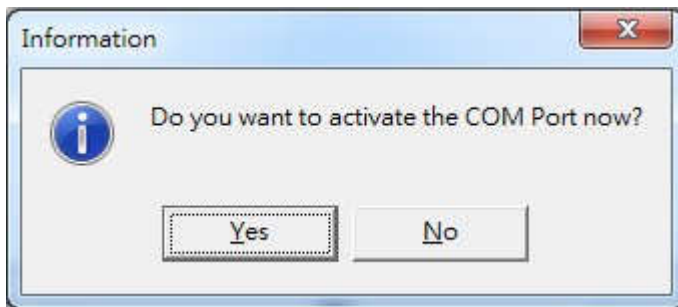 Information
Do you want to activate the COM Port now?
Yes
No